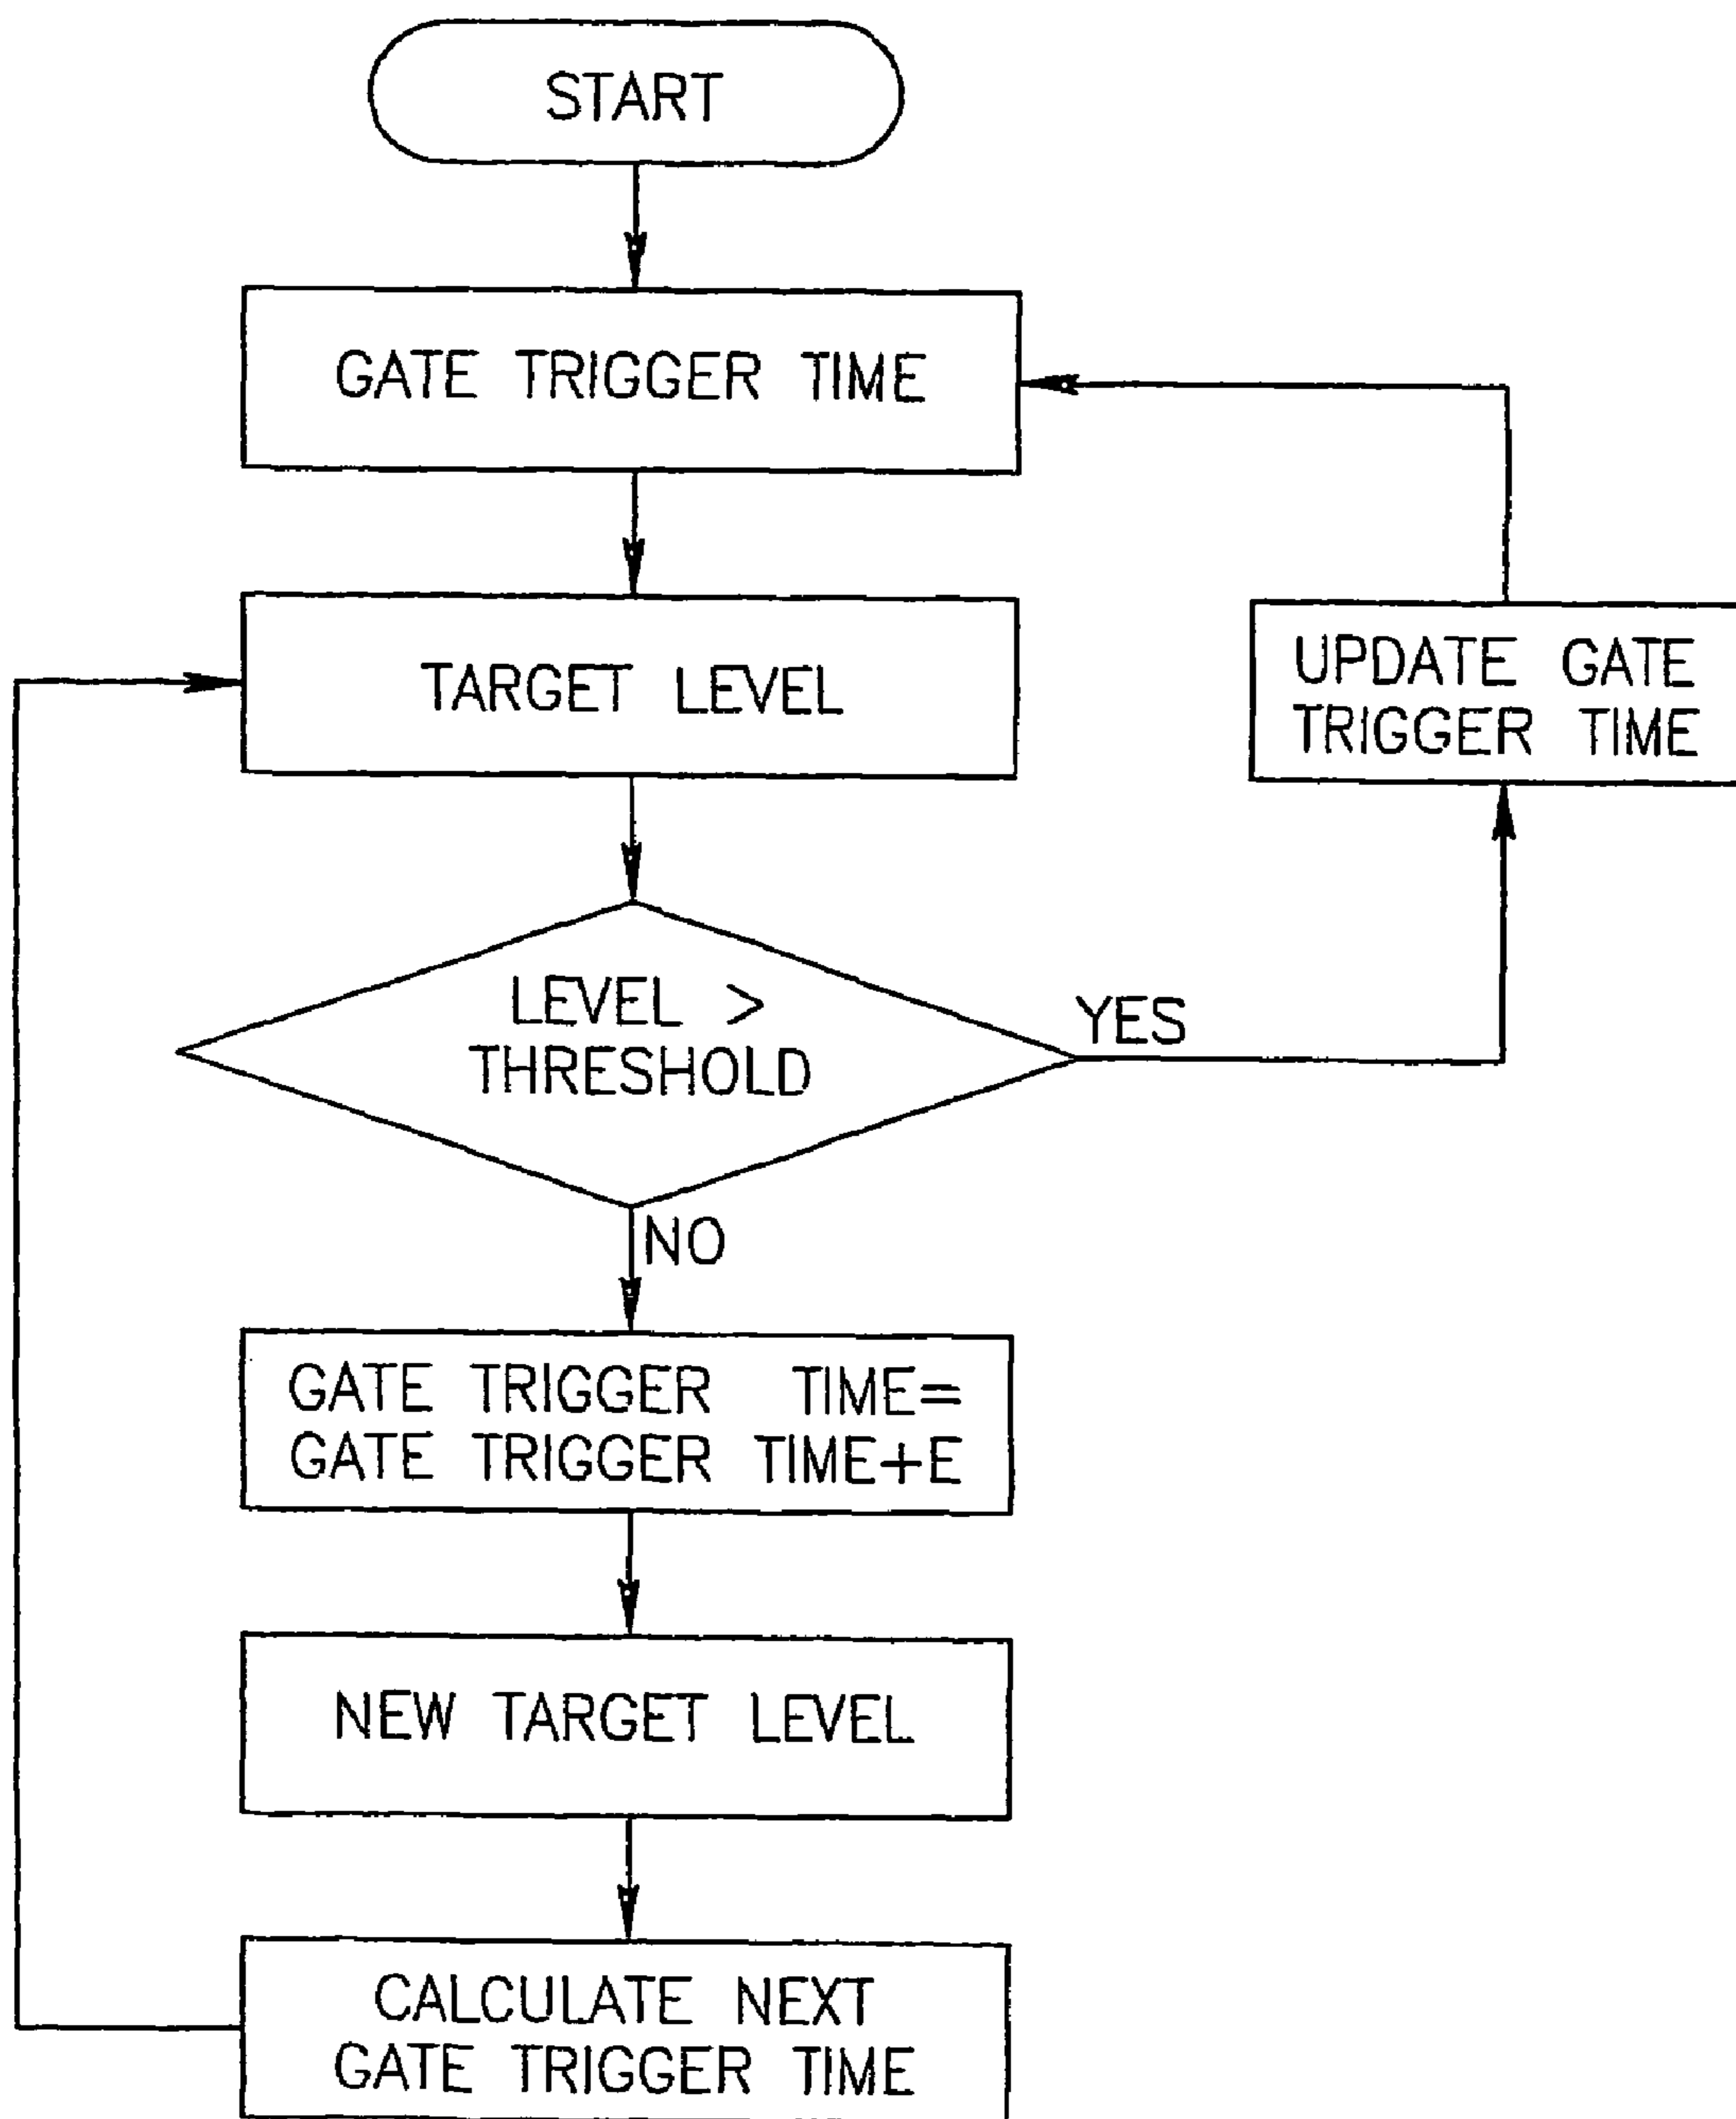 START
GATE TRIGGER TIME
TARGET LEVEL
UPDATE GATE
TRIGGER TIME
LEVEL >
THRESHOLD
YES
NO
GATE TRIGGER TIME=
GATE TRIGGER TIME+E
NEW TARGET LEVEL
CALCULATE NEXT
GATE TRIGGER TIME